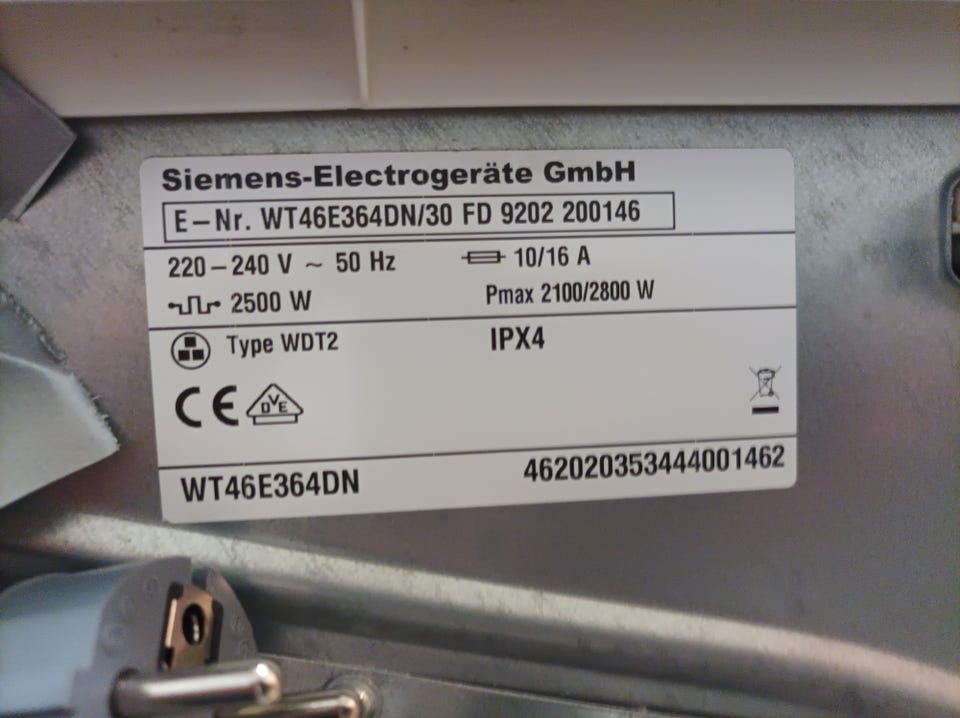 Siemens-Electrogeräte GmbH
E-Nr. WT46E364DN/30 FD 9202 200146
220-240 V ~ 50 Hz 10/16 A
2500 W Pmax 2100/2800 W
Type WDT2 IPX4
CE DVE
WT46E364DN 462020353444001462